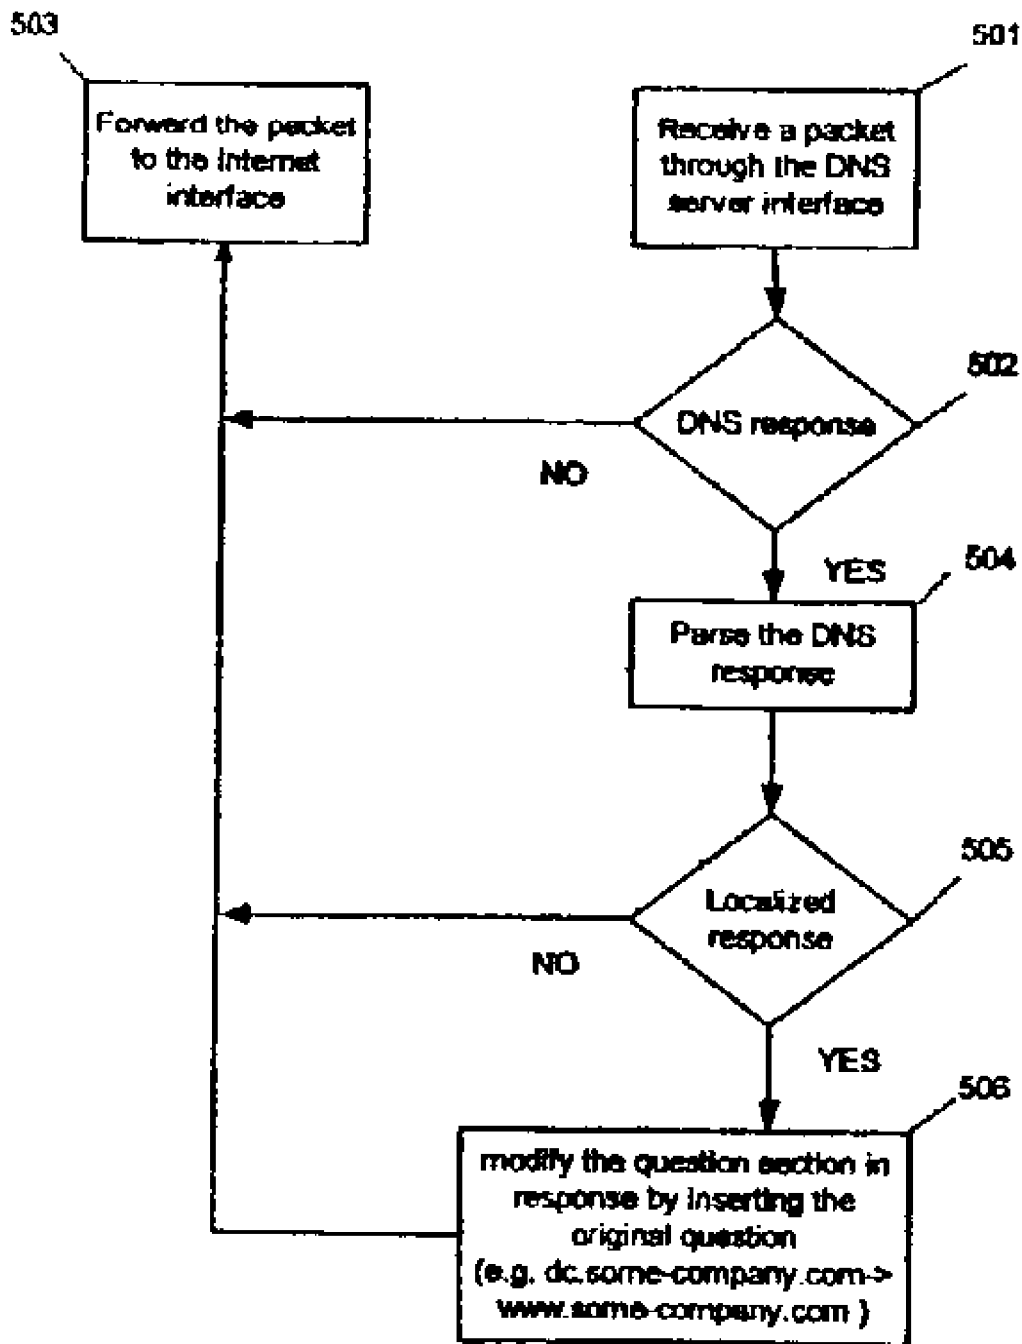 503
501
Forward the packet
to the Internet
interface
Receive a packet
through the DNS
server interface
502
DNS response
NO
YES
504
Parse the DNS
response
505
Localized
response
NO
YES
506
modify the question section in
response by inserting the
original question
(e.g. dc.some-company.com->
www.some-company.com )